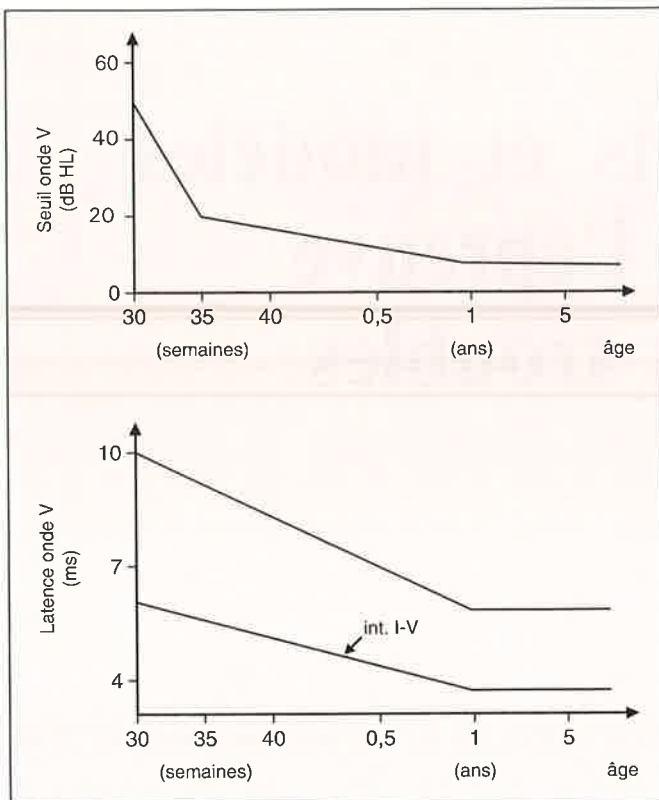 60
40
20
0
Seuil onde V
(dB HL)
30 35 40 0,5 1 5
(semaines) (ans) âge
10
7
4
Latence onde V
(ms)
int. I-V
30 35 40 0,5 1 5
(semaines) (ans) âge